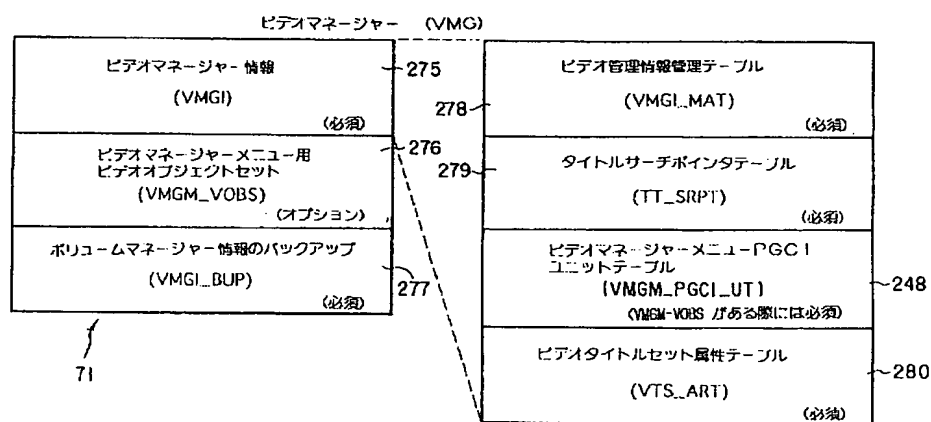 ビデオマネージャー (VMG)
ビデオマネージャー情報
(VMGI)
(必須)
275
ビデオマネージャーメニュー用
ビデオオブジェクトセット
(VMGM_VOBS)
(オプション)
276
ボリュームマネージャー情報のバックアップ
(VMGI_BUP)
(必須)
277
71
ビデオ管理情報管理テーブル
(VMGI_MAT)
(必須)
278
タイトルサーチポインタテーブル
(TT_SRPT)
(必須)
279
ビデオマネージャーメニューPGCI
ユニットテーブル
(VMGM_PGCI_UT)
(VMGM-VOBS がある際には必須)
248
ビデオタイトルセット属性テーブル
(VTS_ART)
(必須)
280